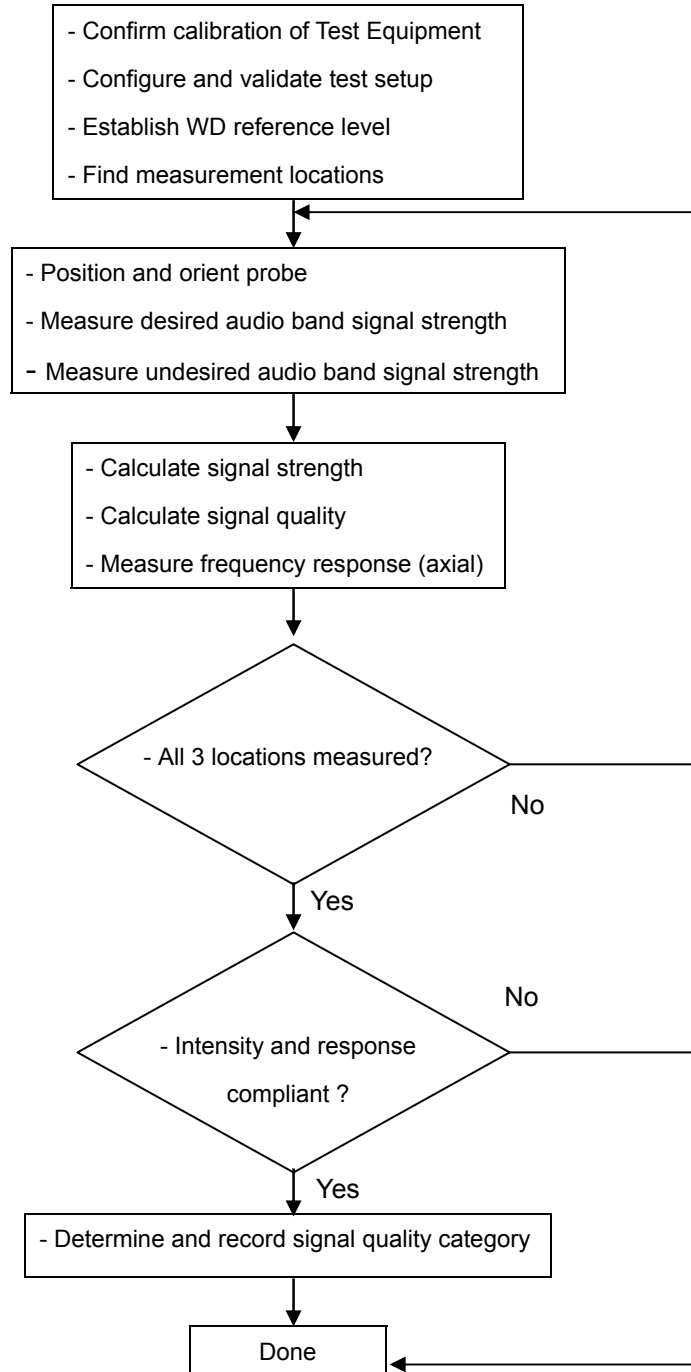 - Confirm calibration of Test Equipment
- Configure and validate test setup
- Establish WD reference level
- Find measurement locations
- Position and orient probe
- Measure desired audio band signal strength
- Measure undesired audio band signal strength
- Calculate signal strength
- Calculate signal quality
- Measure frequency response (axial)
- All 3 locations measured?
No
Yes
No
- Intensity and response
compliant ?
Yes
- Determine and record signal quality category
Done